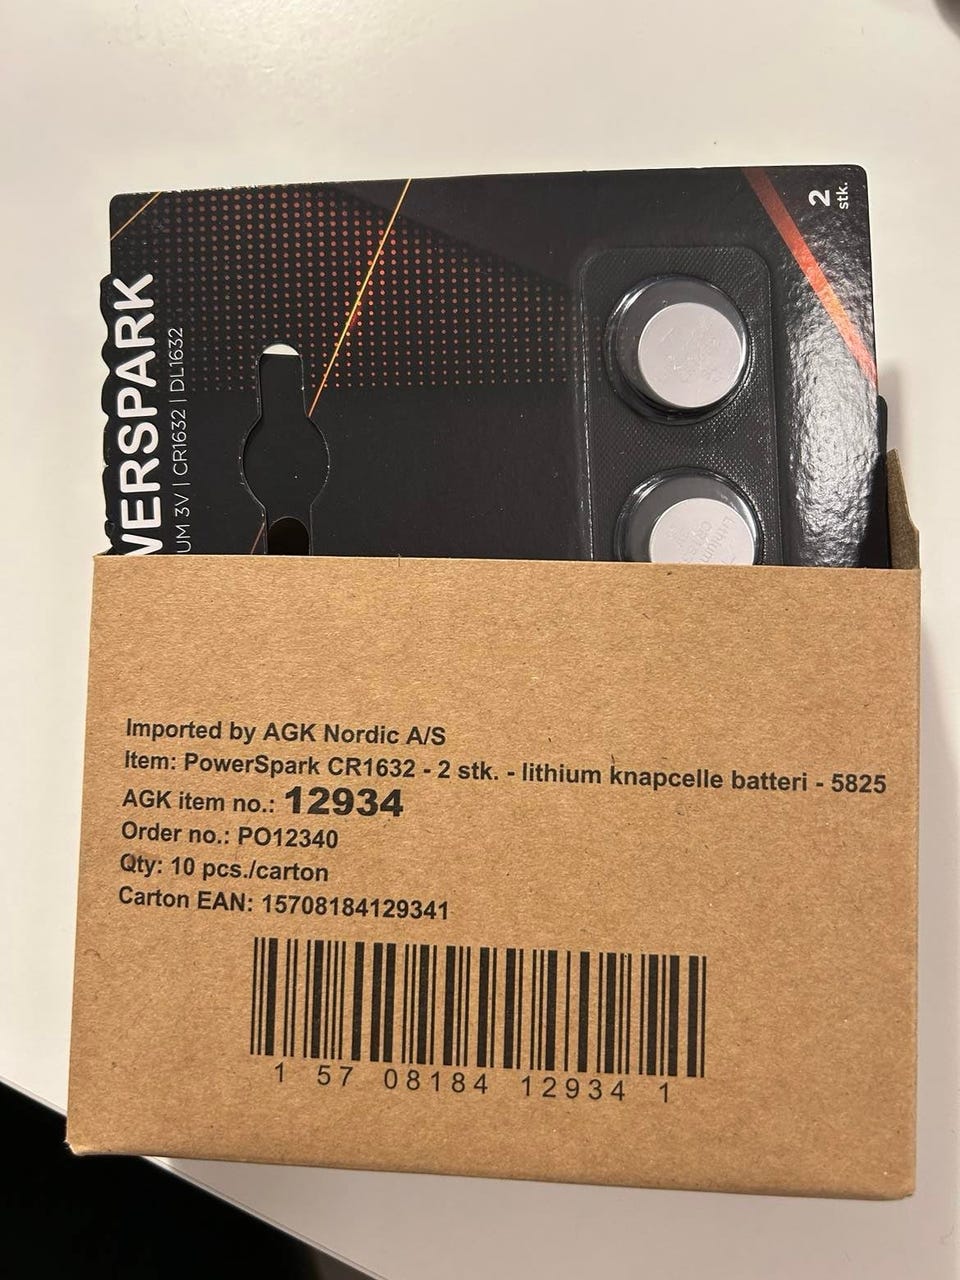 2
stk.
VERSPARK
UM 3V | CR1632 | DL1632
Imported by AGK Nordic A/S
Item: PowerSpark CR1632 - 2 stk. - lithium knapcelle batteri - 5825
AGK item no.: 12934
Order no.: PO12340
Qty: 10 pcs./carton
Carton EAN: 15708184129341
1 57 08184 12934 1